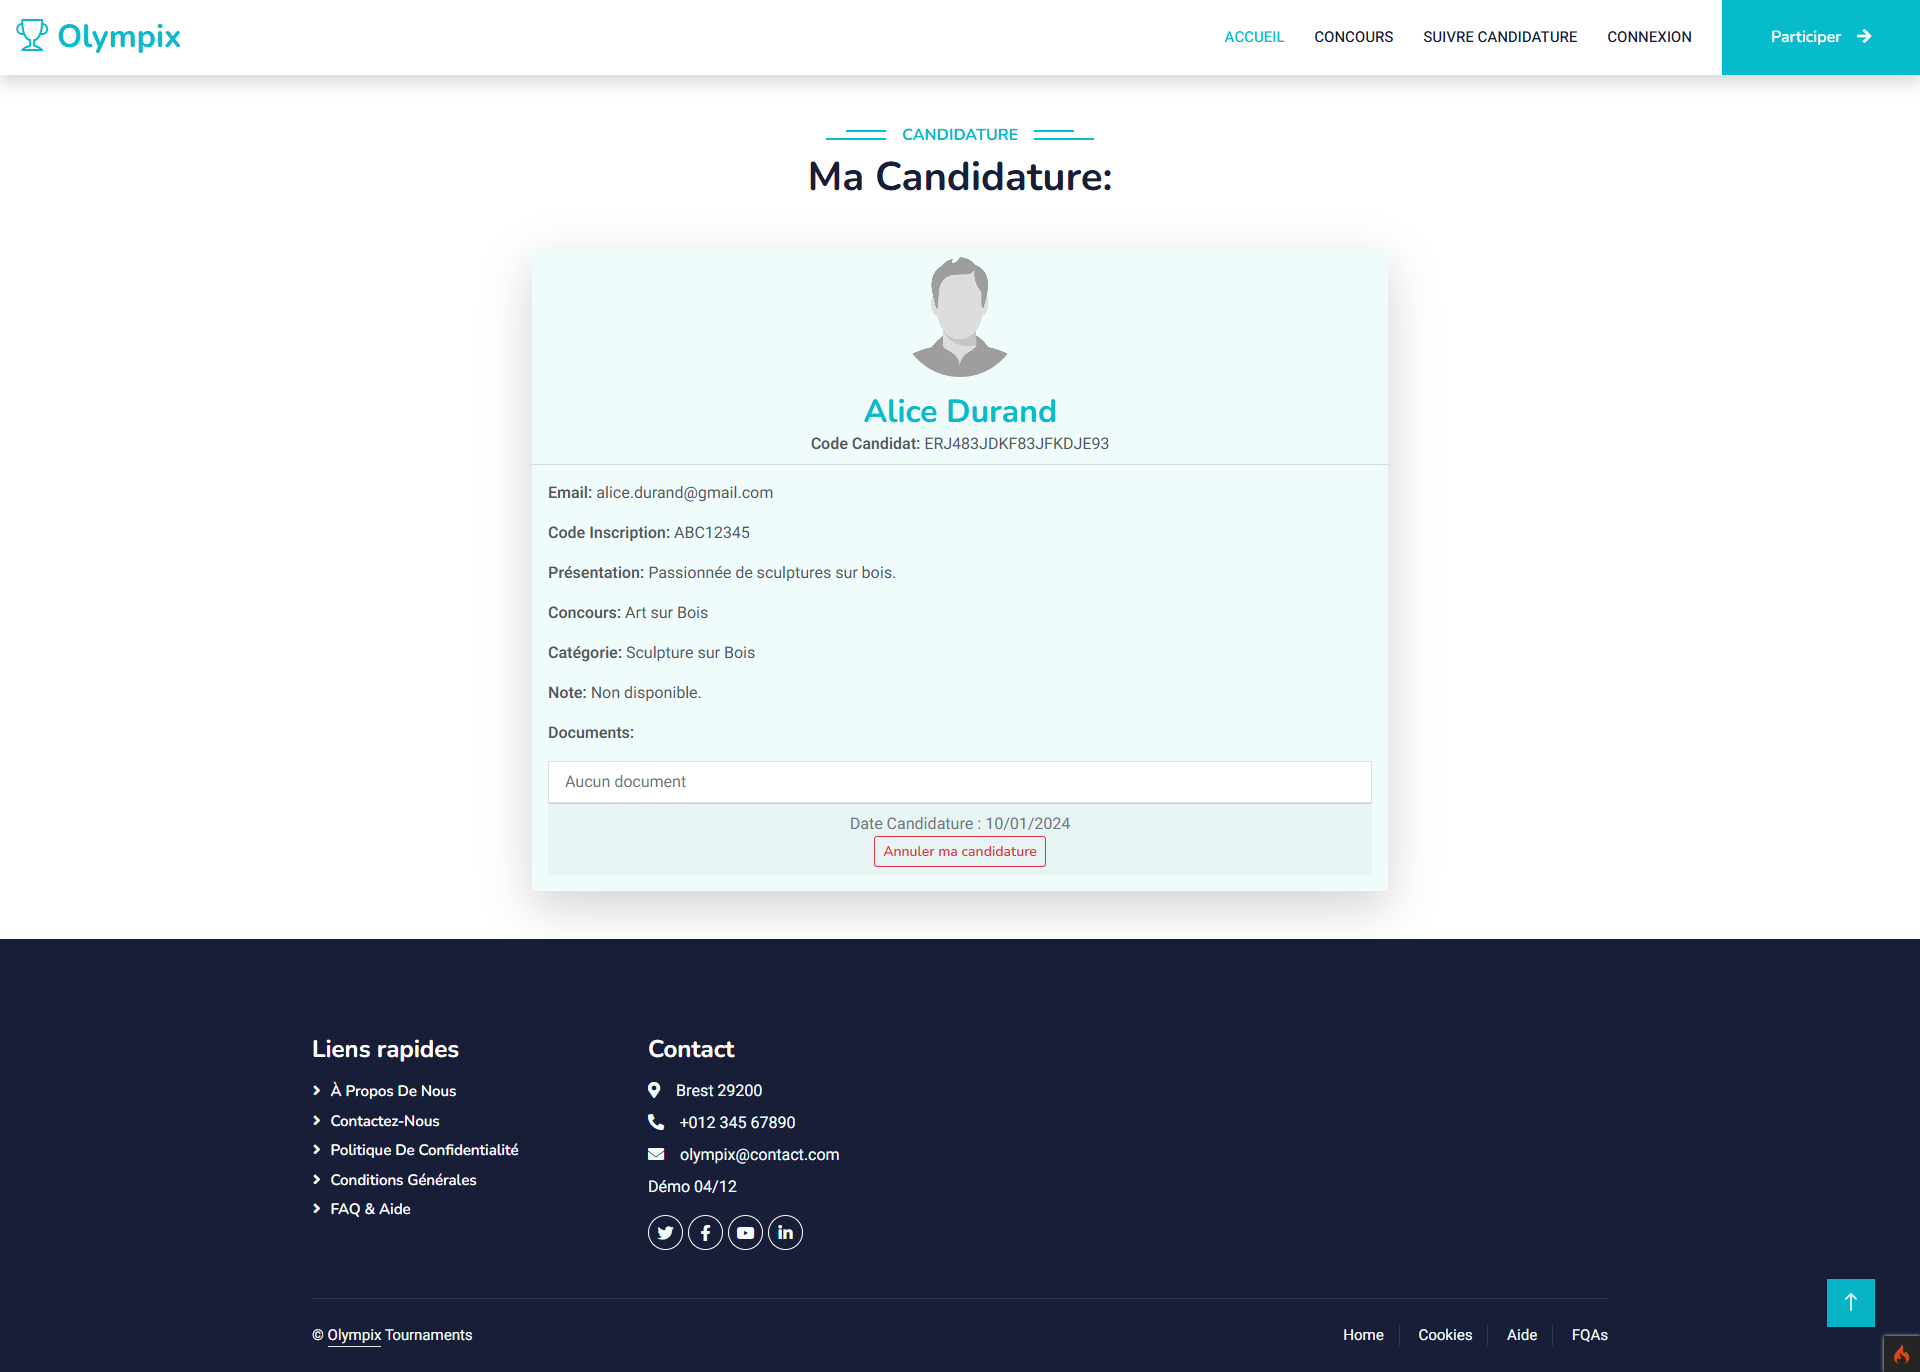 Olympix
ACCUEIL
CONCOURS
SUIVRE CANDIDATURE
CONNEXION
Participer
CANDIDATURE
Ma Candidature:
Alice Durand
Code Candidat: ERJ483JDKF83JFKDJE93
Email: alice.durand@gmail.com
Code Inscription: ABC12345
Présentation: Passionnée de sculptures sur bois.
Concours: Art sur Bois
Catégorie: Sculpture sur Bois
Note: Non disponible.
Documents:
Aucun document
Date Candidature : 10/01/2024
Annuler ma candidature
Liens rapides
À Propos De Nous
Contactez-Nous
Politique De Confidentialité
Conditions Générales
FAQ & Aide
Contact
Brest 29200
+012 345 67890
olympix@contact.com
Démo 04/12
© Olympix Tournaments
Home
Cookies
Aide
FQAs